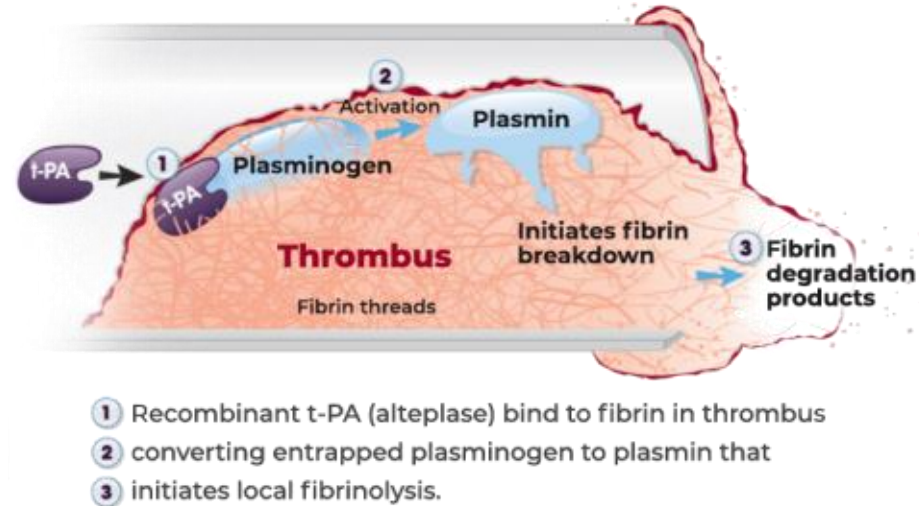 2
Activation
Plasmin
t-PA
1
t-PA
Plasminogen
Initiates fibrin
breakdown
Thrombus
3
Fibrin
degradation
products
Fibrin threads
1 Recombinant t-PA (alteplase) bind to fibrin in thrombus
2 converting entrapped plasminogen to plasmin that
3 initiates local fibrinolysis.